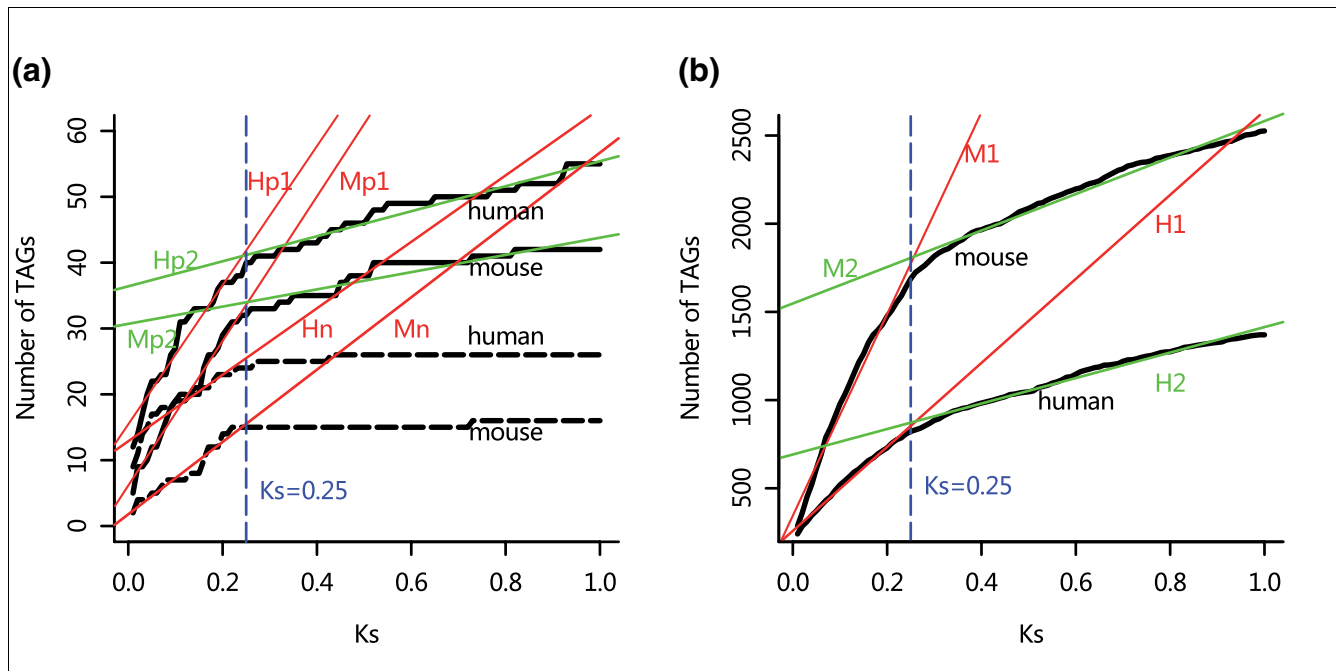 (a)
Number of TAGs
0
10
20
30
40
50
60
0.0 0.2 0.4 0.6 0.8 1.0
Ks
Hp1
Mp1
Hp2
Mp2
Hn
Mn
human
mouse
human
mouse
Ks=0.25
(b)
Number of TAGs
500
1000
1500
2000
2500
0.0 0.2 0.4 0.6 0.8 1.0
Ks
M1
H1
M2
H2
mouse
human
Ks=0.25